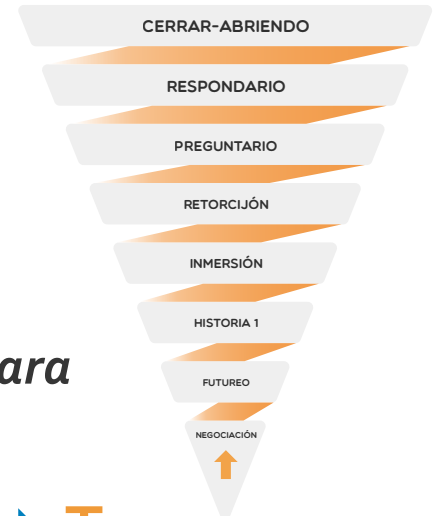 CERRAR-ABRIENDO
RESPONDARIO
PREGUNTARIO
RETORCIJÓN
INMERSIÓN
HISTORIA 1
ara
FUTUREO
NEGOCIACIÓN